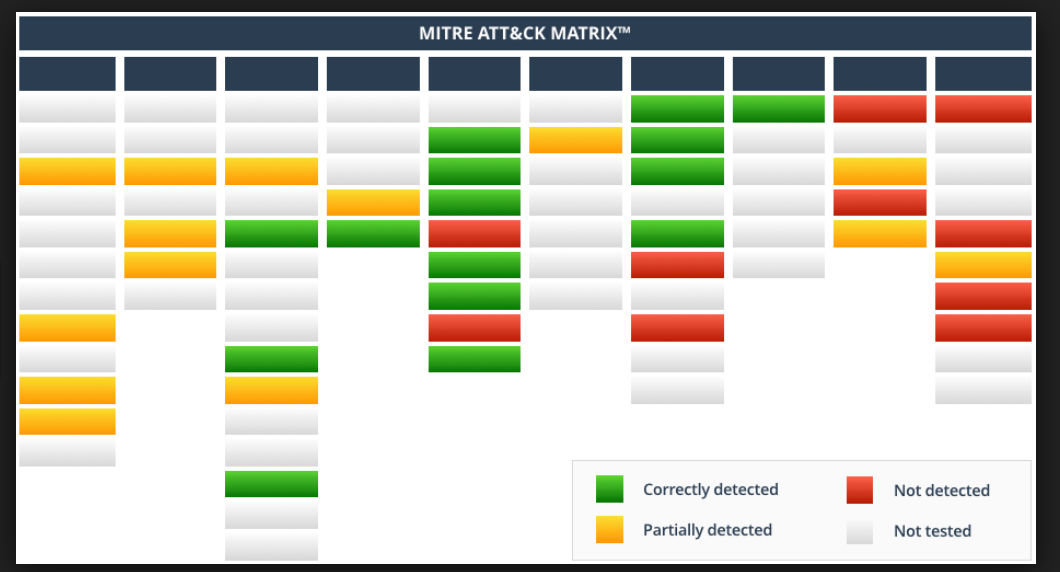 MITRE ATT&CK MATRIX™
Correctly detected
Not detected
Partially detected
Not tested